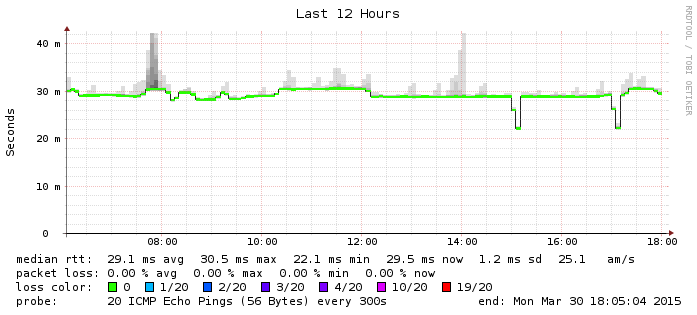 Last 12 Hours
RRDTOOL / TOBI OETIKER
Seconds
40 m
30 m
20 m
10 m
0
08:00 10:00 12:00 14:00 16:00 18:00
median rtt: 29.1 ms avg 30.5 ms max 22.1 ms min 29.5 ms now 1.2 ms sd 25.1 am/s
packet loss: 0.00 % avg 0.00 % max 0.00 % min 0.00 % now
loss color: 0 1/20 2/20 3/20 4/20 10/20 19/20
probe: 20 ICMP Echo Pings (56 Bytes) every 300s end: Mon Mar 30 18:05:04 2015